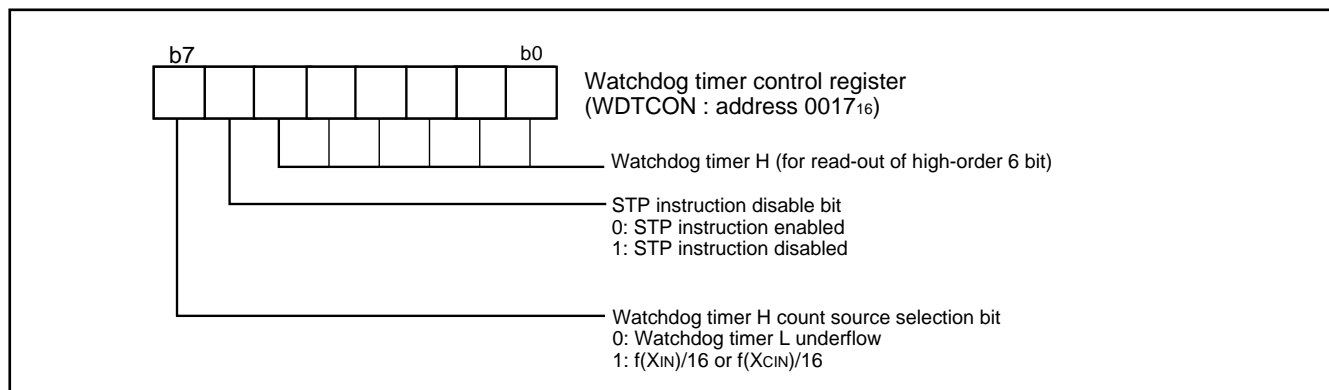 b7
b0
Watchdog timer control register
(WDTCON : address 0017₁₆)
Watchdog timer H (for read-out of high-order 6 bit)
STP instruction disable bit
0: STP instruction enabled
1: STP instruction disabled
Watchdog timer H count source selection bit
0: Watchdog timer L underflow
1: f(XIN)/16 or f(XCIN)/16